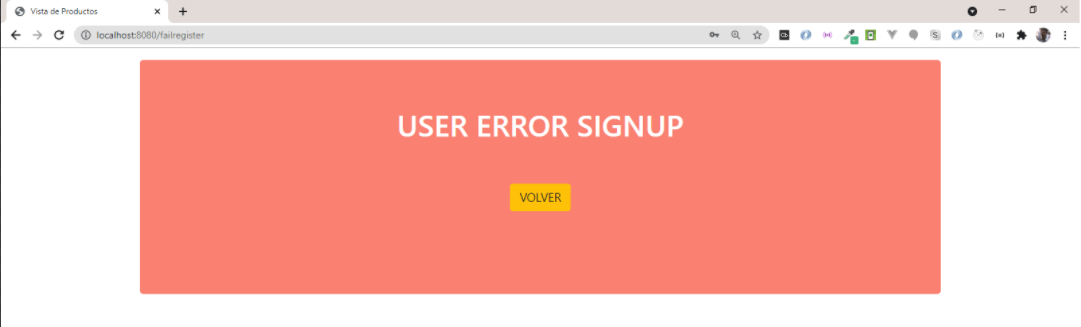 Vista de Productos
localhost:8080/failregister
USER ERROR SIGNUP
VOLVER